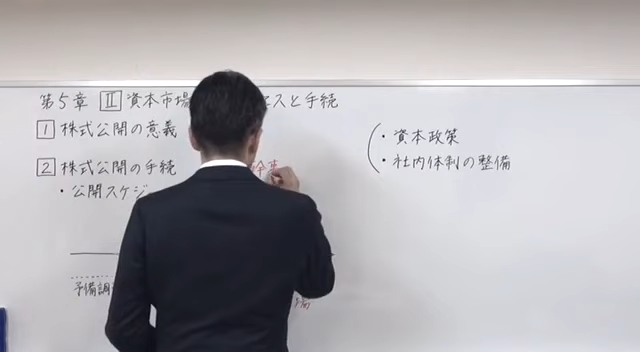 第5章 Ⅱ 資本市場 セスと手続
1 株式公開の意義
2 株式公開の手続
・公開スケジ
予備調
・資本政策
・社内体制の整備